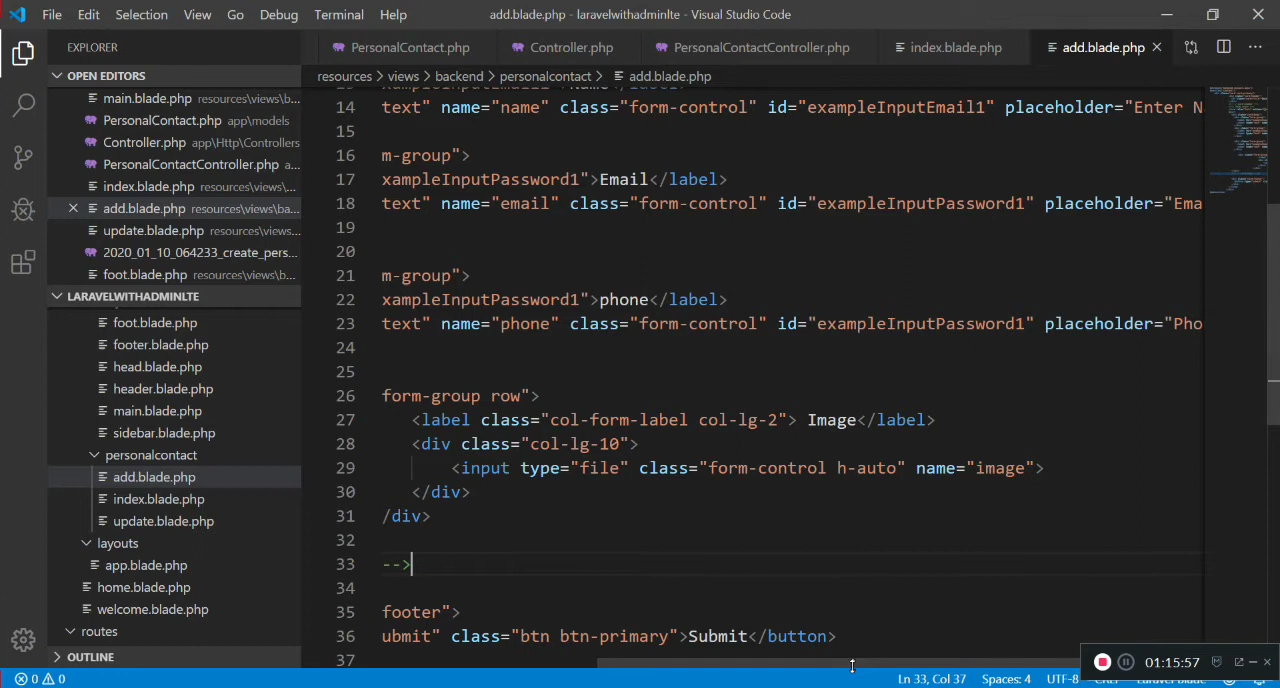 File Edit Selection View Go Debug Terminal Help
add.blade.php - laravelwithadminlte - Visual Studio Code
EXPLORER
PersonalContact.php
Controller.php
PersonalContactController.php
index.blade.php
add.blade.php
OPEN EDITORS
resources > views > backend > personalcontact > add.blade.php
main.blade.php resources\views\b...
PersonalContact.php app\models
Controller.php app\Http\Controllers
PersonalContactController.php a...
index.blade.php resources\views\...
add.blade.php resources\views\ba...
update.blade.php resources\views...
2020_01_10_064233_create_pers...
foot.blade.php resources\views\b...
LARAVELWITHADMINLTE
foot.blade.php
footer.blade.php
head.blade.php
header.blade.php
main.blade.php
sidebar.blade.php
personalcontact
add.blade.php
index.blade.php
update.blade.php
layouts
app.blade.php
home.blade.php
welcome.blade.php
routes
OUTLINE
14 text" name="name" class="form-control" id="exampleInputEmail1" placeholder="Enter N
15
16 m-group">
17 xampleInputPassword1">Email</label>
18 text" name="email" class="form-control" id="exampleInputPassword1" placeholder="Ema
19
20
21 m-group">
22 xampleInputPassword1">phone</label>
23 text" name="phone" class="form-control" id="exampleInputPassword1" placeholder="Pho
24
25
26 form-group row">
27 <label class="col-form-label col-lg-2"> Image</label>
28 <div class="col-lg-10">
29 <input type="file" class="form-control h-auto" name="image">
30 </div>
31 /div>
32
33 -->
34
35 footer">
36 ubmit" class="btn btn-primary">Submit</button>
37
01:15:57
0 0
Ln 33, Col 37 Spaces: 4 UTF-8